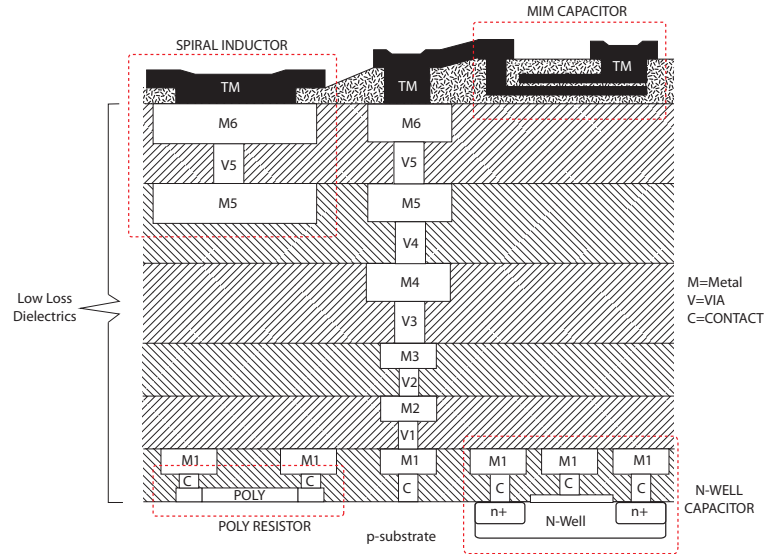 MIM CAPACITOR
SPIRAL INDUCTOR
TM
TM
TM
M6
M6
V5
V5
M5
M5
V4
M4
V3
M3
V2
M2
V1
Low Loss
Dielectrics
M=Metal
V=VIA
C=CONTACT
M1
M1
M1
M1
M1
M1
C
C
C
C
C
C
POLY
n+
N-Well
n+
POLY RESISTOR
p-substrate
N-WELL
CAPACITOR